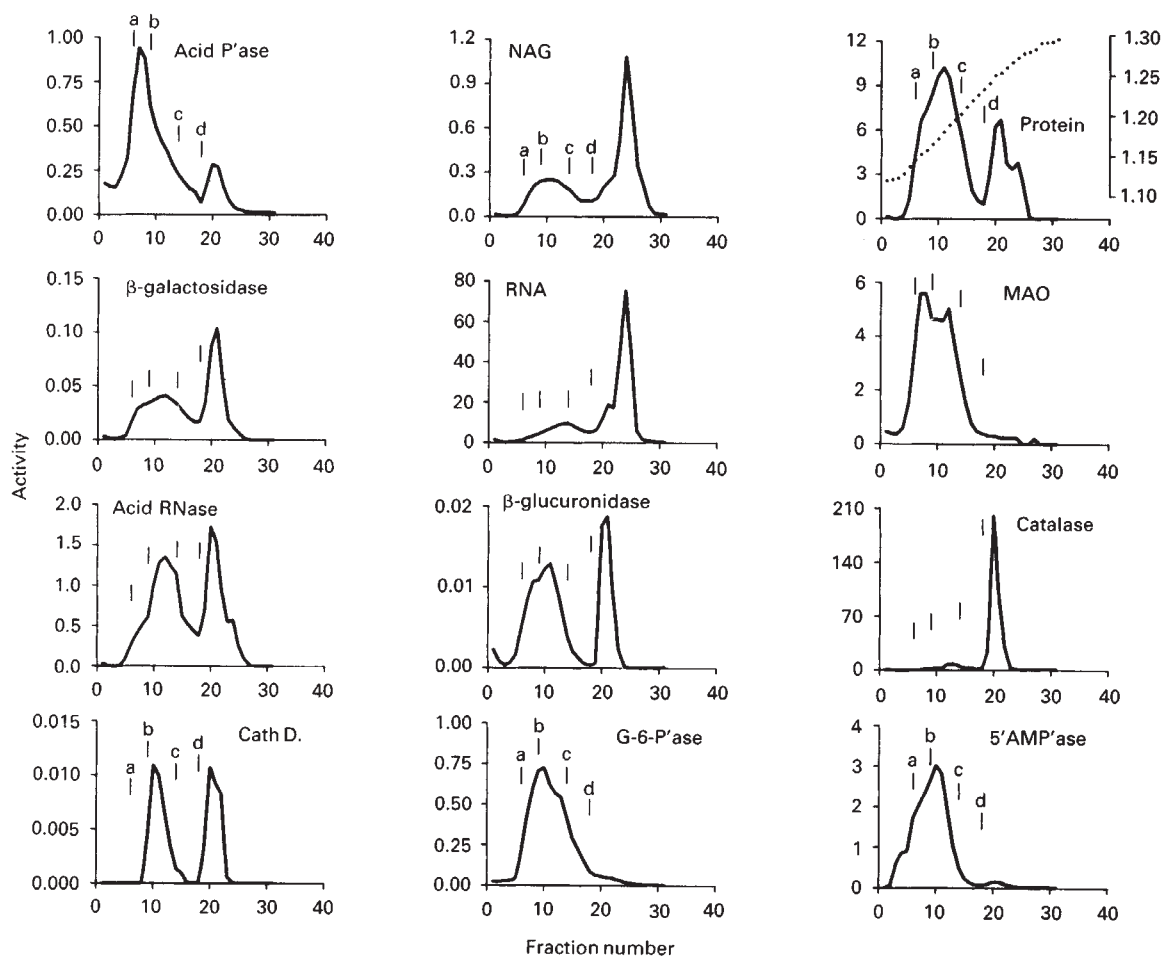 a b
Acid P'ase
c
d
1.00
0.75
0.50
0.25
0.00
0 10 20 30 40
NAG
a b c d
1.2
0.9
0.6
0.3
0.0
0 10 20 30 40
Protein
a b c d
12
9
6
3
0
1.30
1.25
1.20
1.15
1.10
0 10 20 30 40
β-galactosidase
0.15
0.10
0.05
0.00
0 10 20 30 40
RNA
80
60
40
20
0
0 10 20 30 40
MAO
6
4
2
0
0 10 20 30 40
Activity
Acid RNase
2.0
1.5
1.0
0.5
0.0
0 10 20 30 40
β-glucuronidase
0.02
0.01
0.00
0 10 20 30 40
Catalase
210
140
70
0
0 10 20 30 40
Cath D.
a b c d
0.015
0.010
0.005
0.000
0 10 20 30 40
G-6-P'ase
a b c d
1.00
0.75
0.50
0.25
0.00
0 10 20 30 40
5'AMP'ase
a b c d
4
3
2
1
0
0 10 20 30 40
Fraction number